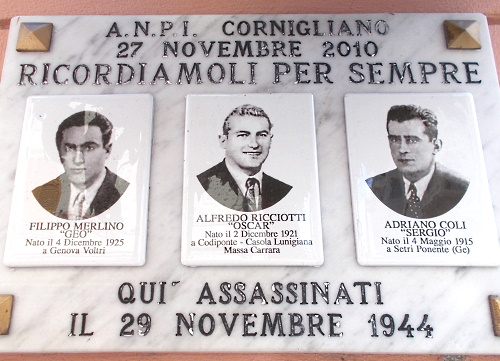 A.N.P.I. CORNIGLIANO
27 NOVEMBRE 2010
RICORDIAMOLI PER SEMPRE
FILIPPO MERLINO
"GEO"
Nato il 4 Dicembre 1925
a Genova Voltri
ALFREDO RICCIOTTI
"OSCAR"
Nato il 2 Dicembre 1921
a Codiponte - Casola Lunigiana
Massa Carrara
ADRIANO COLI
"SERGIO"
Nato il 4 Maggio 1915
a Setri Ponente (Ge)
QUI' ASSASSINATI
IL 29 NOVEMBRE 1944